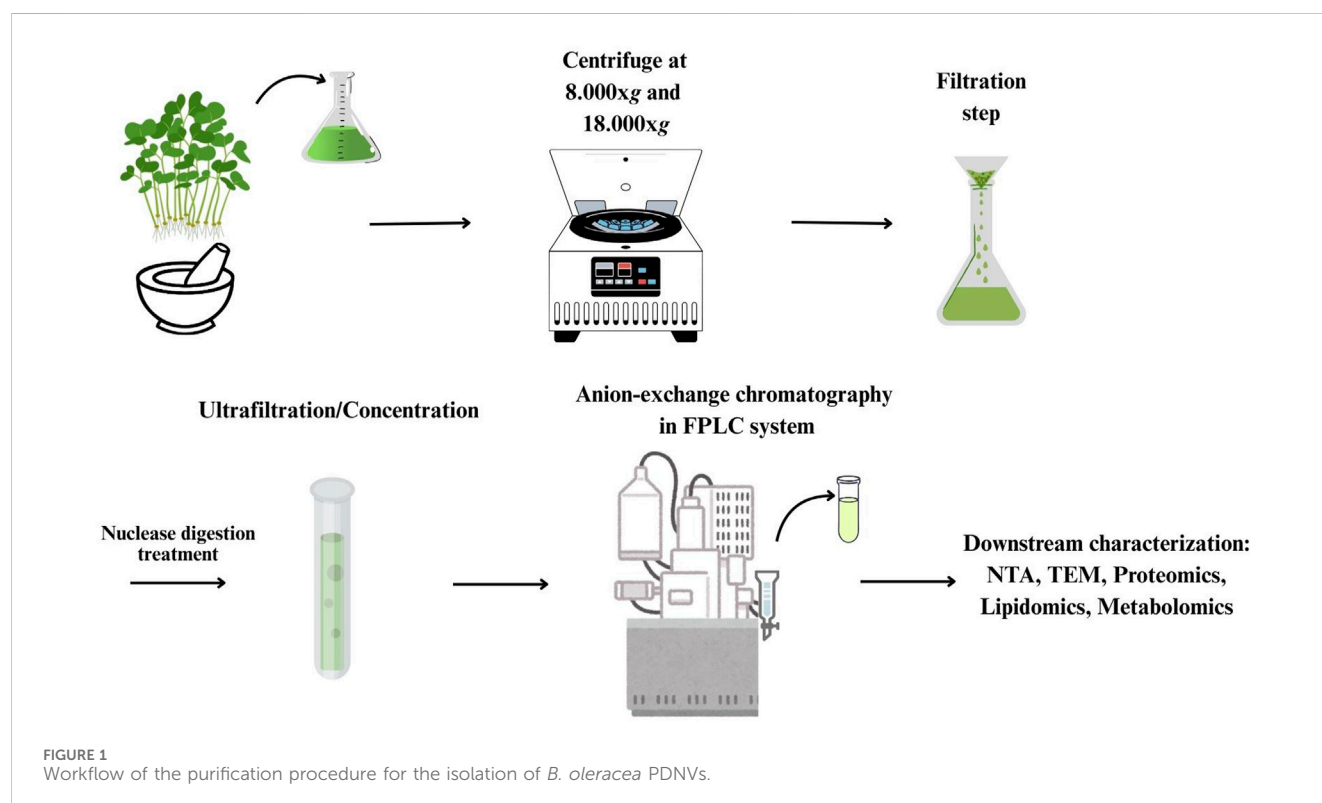 Centrifuge at
8.000xg and
18.000xg
Filtration
step
Ultrafiltration/Concentration
Anion-exchange chromatography
in FPLC system
Nuclease digestion
treatment
Downstream characterization:
NTA, TEM, Proteomics,
Lipidomics, Metabolomics
FIGURE 1
Workflow of the purification procedure for the isolation of B. oleracea PDNVs.